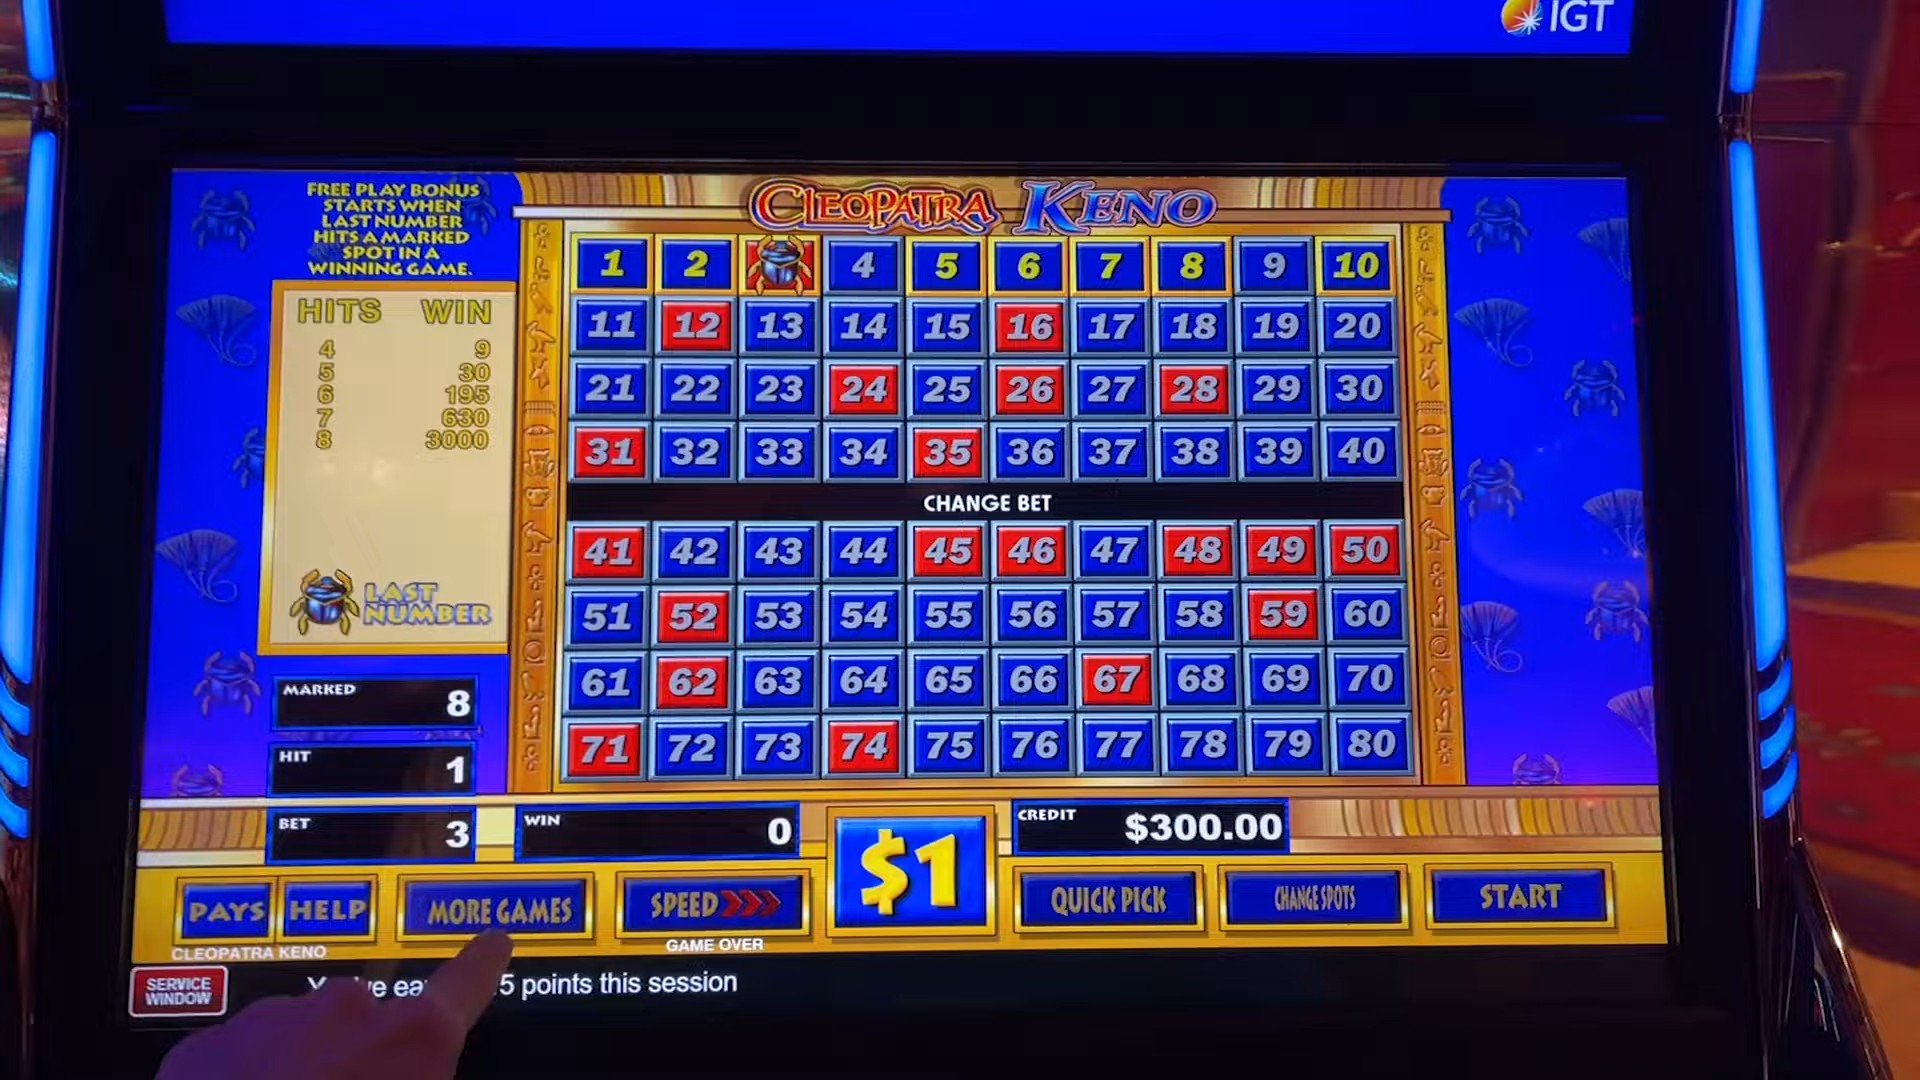 IGT
FREE PLAY BONUS
STARTS WHEN
LAST NUMBER
HITS A MARKED
SPOT IN A
WINNING GAME.
HITS WIN
4 9
5 30
6 195
7 630
8 3000
LAST
NUMBER
CLEOPATRA KENO
1 2 4 5 6 7 8 9 10
11 12 13 14 15 16 17 18 19 20
21 22 23 24 25 26 27 28 29 30
31 32 33 34 35 36 37 38 39 40
CHANGE BET
41 42 43 44 45 46 47 48 49 50
51 52 53 54 55 56 57 58 59 60
61 62 63 64 65 66 67 68 69 70
71 72 73 74 75 76 77 78 79 80
MARKED 8
HIT 1
BET 3
WIN 0
$1
CREDIT $300.00
PAYS
HELP
MORE GAMES
SPEED
QUICK PICK
CHANGE SPOTS
START
CLEOPATRA KENO
GAME OVER
SERVICE
WINDOW
5 points this session